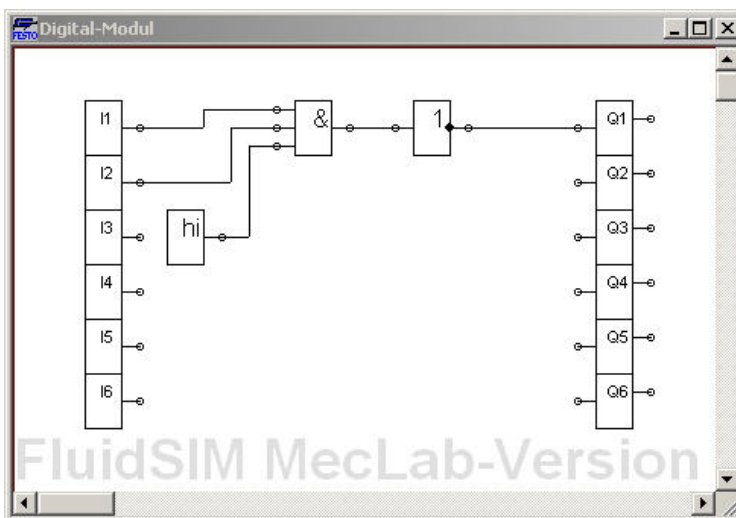 FESTO Digital-Modul
I1 & 1 Q1
I2 Q2
I3 hi Q3
I4 Q4
I5 Q5
I6 Q6
FluidSIM MecLab-Version